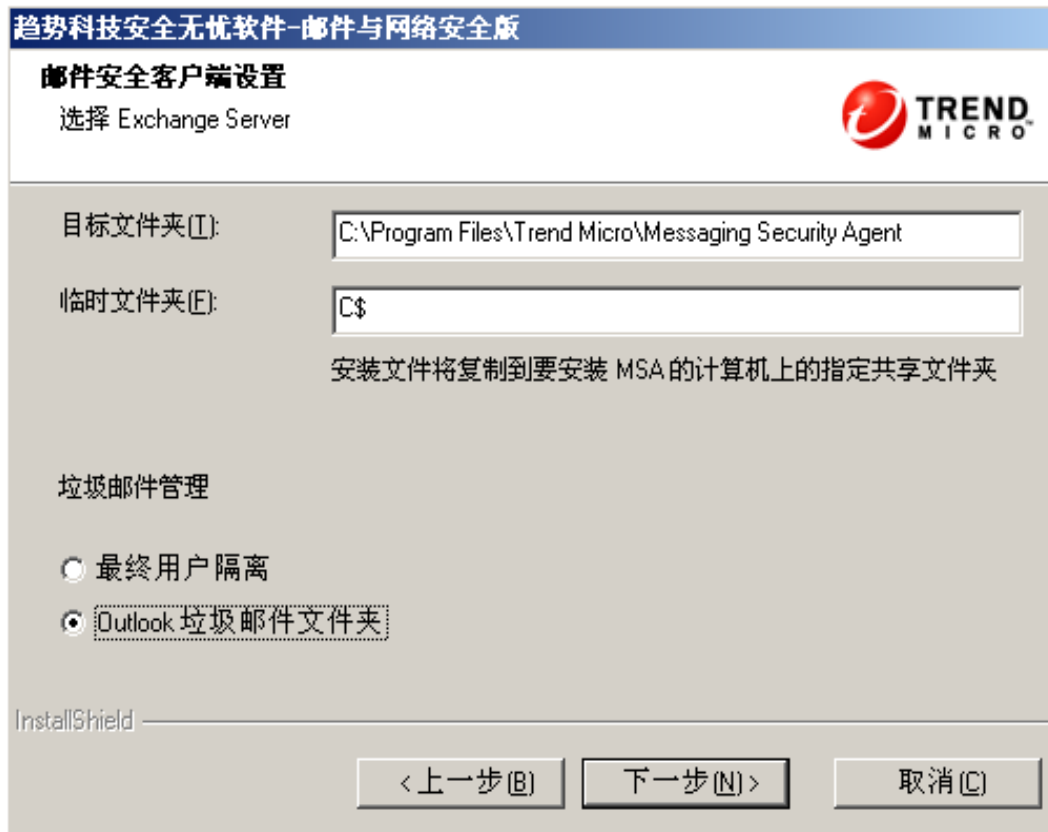 趋势科技安全无忧软件-邮件与网络安全版
邮件安全客户端设置
选择 Exchange Server
TREND
MICRO
目标文件夹(T):
C:\Program Files\Trend Micro\Messaging Security Agent
临时文件夹(F):
C$
安装文件将复制到要安装 MSA 的计算机上的指定共享文件夹
垃圾邮件管理
最终用户隔离
Outlook 垃圾邮件文件夹
InstallShield
<上一步(B)
下一步(N)>
取消(C)